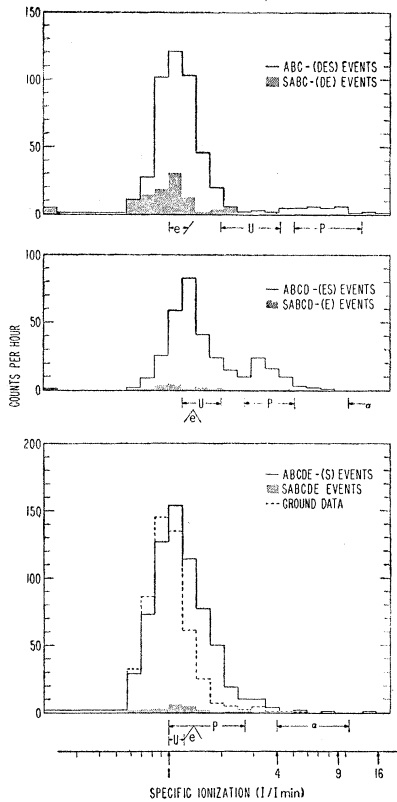 150
ABC-(DES) EVENTS
SABC-(DE) EVENTS
100
50
0
e
U
P
100
ABCD-(ES) EVENTS
SABCD-(E) EVENTS
50
0
U
P
α
e
COUNTS PER HOUR
200
ABCDE-(S) EVENTS
SABCDE EVENTS
GROUND DATA
150
100
50
0
P
α
U
e
1
4
9
16
SPECIFIC IONIZATION (I/I min)